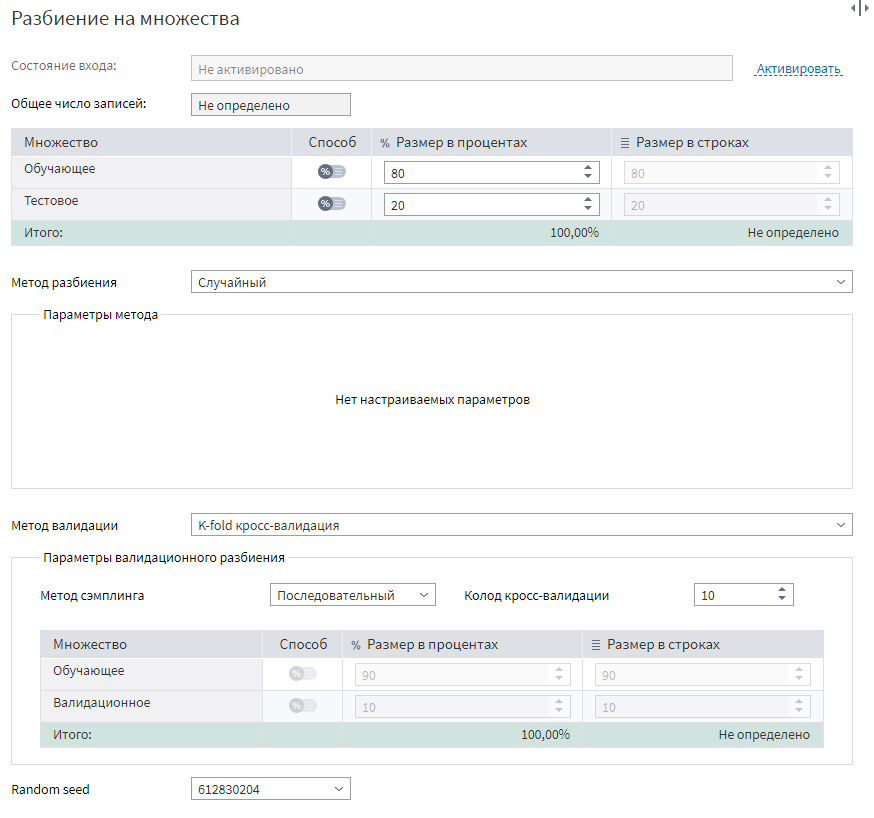 Разбиение на множества
Состояние входа: Не активировано Активировать
Общее число записей: Не определено
Множество Способ % Размер в процентах Размер в строках
Обучающее % 80 80
Тестовое % 20 20
Итого: 100,00% Не определено
Метод разбиения Случайный
Параметры метода
Нет настраиваемых параметров
Метод валидации K-fold кросс-валидация
Параметры валидационного разбиения
Метод сэмплинга Последовательный Колод кросс-валидации 10
Множество Способ % Размер в процентах Размер в строках
Обучающее % 90 90
Валидационное % 10 10
Итого: 100,00% Не определено
Random seed 612830204